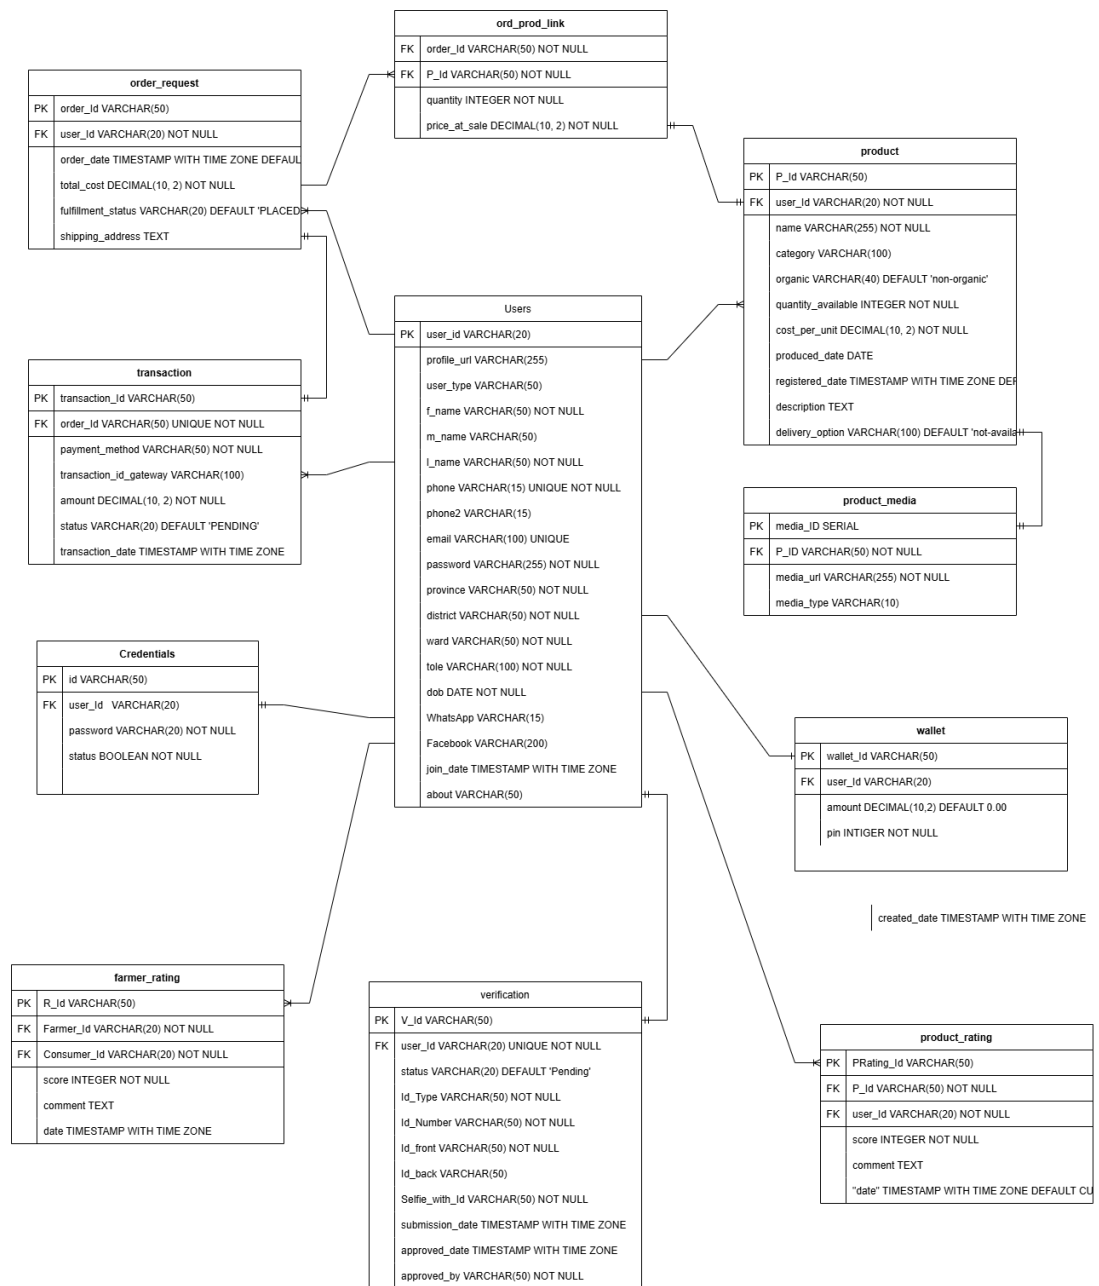 ord_prod_link
FK order_Id VARCHAR(50) NOT NULL
FK P_Id VARCHAR(50) NOT NULL
quantity INTEGER NOT NULL
price_at_sale DECIMAL(10, 2) NOT NULL
order_request
PK order_Id VARCHAR(50)
FK user_Id VARCHAR(20) NOT NULL
order_date TIMESTAMP WITH TIME ZONE DEFAUL
total_cost DECIMAL(10, 2) NOT NULL
fulfillment_status VARCHAR(20) DEFAULT 'PLACED
shipping_address TEXT
product
PK P_Id VARCHAR(50)
FK user_Id VARCHAR(20) NOT NULL
name VARCHAR(255) NOT NULL
category VARCHAR(100)
organic VARCHAR(40) DEFAULT 'non-organic'
quantity_available INTEGER NOT NULL
cost_per_unit DECIMAL(10, 2) NOT NULL
produced_date DATE
registered_date TIMESTAMP WITH TIME ZONE DEF
description TEXT
delivery_option VARCHAR(100) DEFAULT 'not-availa
Users
PK user_id VARCHAR(20)
profile_url VARCHAR(255)
user_type VARCHAR(50)
f_name VARCHAR(50) NOT NULL
m_name VARCHAR(50)
l_name VARCHAR(50) NOT NULL
phone VARCHAR(15) UNIQUE NOT NULL
phone2 VARCHAR(15)
email VARCHAR(100) UNIQUE
password VARCHAR(255) NOT NULL
province VARCHAR(50) NOT NULL
district VARCHAR(50) NOT NULL
ward VARCHAR(50) NOT NULL
tole VARCHAR(100) NOT NULL
dob DATE NOT NULL
WhatsApp VARCHAR(15)
Facebook VARCHAR(200)
join_date TIMESTAMP WITH TIME ZONE
about VARCHAR(50)
transaction
PK transaction_Id VARCHAR(50)
FK order_Id VARCHAR(50) UNIQUE NOT NULL
payment_method VARCHAR(50) NOT NULL
transaction_id_gateway VARCHAR(100)
amount DECIMAL(10, 2) NOT NULL
status VARCHAR(20) DEFAULT 'PENDING'
transaction_date TIMESTAMP WITH TIME ZONE
product_media
PK media_ID SERIAL
FK P_ID VARCHAR(50) NOT NULL
media_url VARCHAR(255) NOT NULL
media_type VARCHAR(10)
Credentials
PK id VARCHAR(50)
FK user_Id VARCHAR(20)
password VARCHAR(20) NOT NULL
status BOOLEAN NOT NULL
wallet
PK wallet_Id VARCHAR(50)
FK user_Id VARCHAR(20)
amount DECIMAL(10,2) DEFAULT 0.00
pin INTIGER NOT NULL
created_date TIMESTAMP WITH TIME ZONE
farmer_rating
PK R_Id VARCHAR(50)
FK Farmer_Id VARCHAR(20) NOT NULL
FK Consumer_Id VARCHAR(20) NOT NULL
score INTEGER NOT NULL
comment TEXT
date TIMESTAMP WITH TIME ZONE
verification
PK V_Id VARCHAR(50)
FK user_Id VARCHAR(20) UNIQUE NOT NULL
status VARCHAR(20) DEFAULT 'Pending'
Id_Type VARCHAR(50) NOT NULL
Id_Number VARCHAR(50) NOT NULL
Id_front VARCHAR(50) NOT NULL
Id_back VARCHAR(50)
Selfie_with_Id VARCHAR(50) NOT NULL
submission_date TIMESTAMP WITH TIME ZONE
approved_date TIMESTAMP WITH TIME ZONE
approved_by VARCHAR(50) NOT NULL
product_rating
PK PRating_Id VARCHAR(50)
FK P_Id VARCHAR(50) NOT NULL
FK user_Id VARCHAR(20) NOT NULL
score INTEGER NOT NULL
comment TEXT
"date" TIMESTAMP WITH TIME ZONE DEFAULT CU